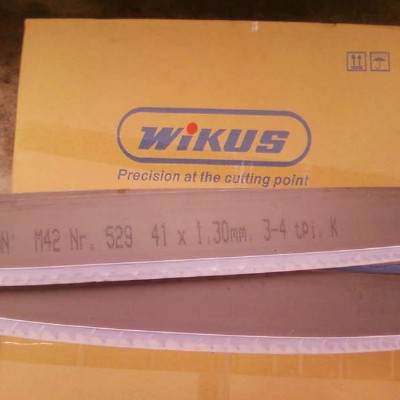 WIKUS
Precision at the cutting point
M42 Nr. 529 41 x 1.30mm. 3-4 tpi. K